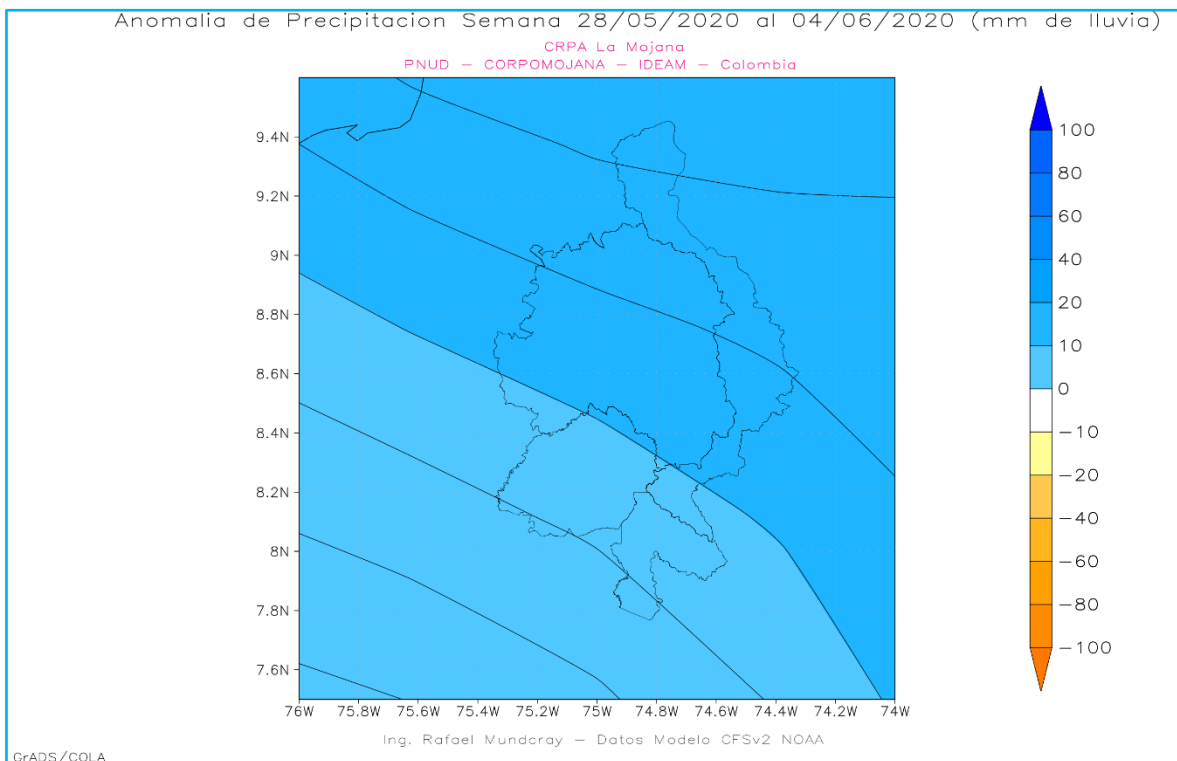 Anomalia de Precipitacion Semana 28/05/2020 al 04/06/2020 (mm de lluvia)
CRPA La Mojana
PNUD – CORPOMOJANA – IDEAM – Colombia
9.4N
9.2N
9N
8.8N
8.6N
8.4N
8.2N
8N
7.8N
7.6N
76W 75.8W 75.6W 75.4W 75.2W 75W 74.8W 74.6W 74.4W 74.2W 74W
100
80
60
40
20
10
0
−10
−20
−40
−60
−80
−100
Ing. Rafael Mundaray – Datos Modelo CFSv2 NOAA
GrADS/COLA